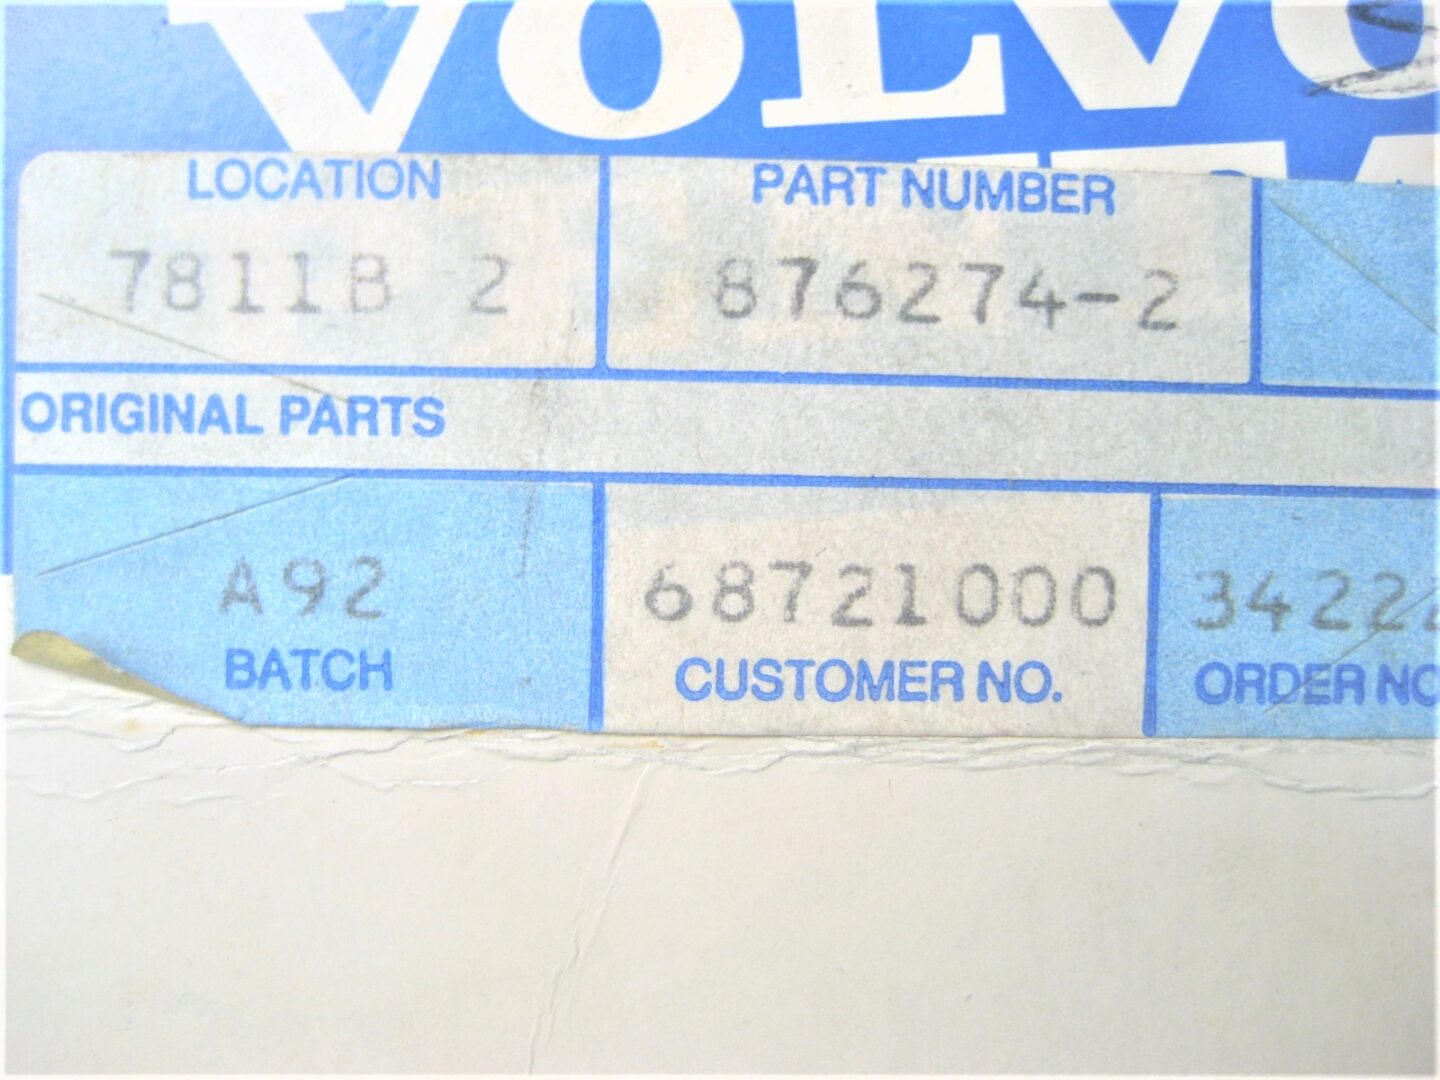 VOLVO
LOCATION PART NUMBER
7811B 2 876274-2
ORIGINAL PARTS
A92 68721000 3422
BATCH CUSTOMER NO. ORDER NO